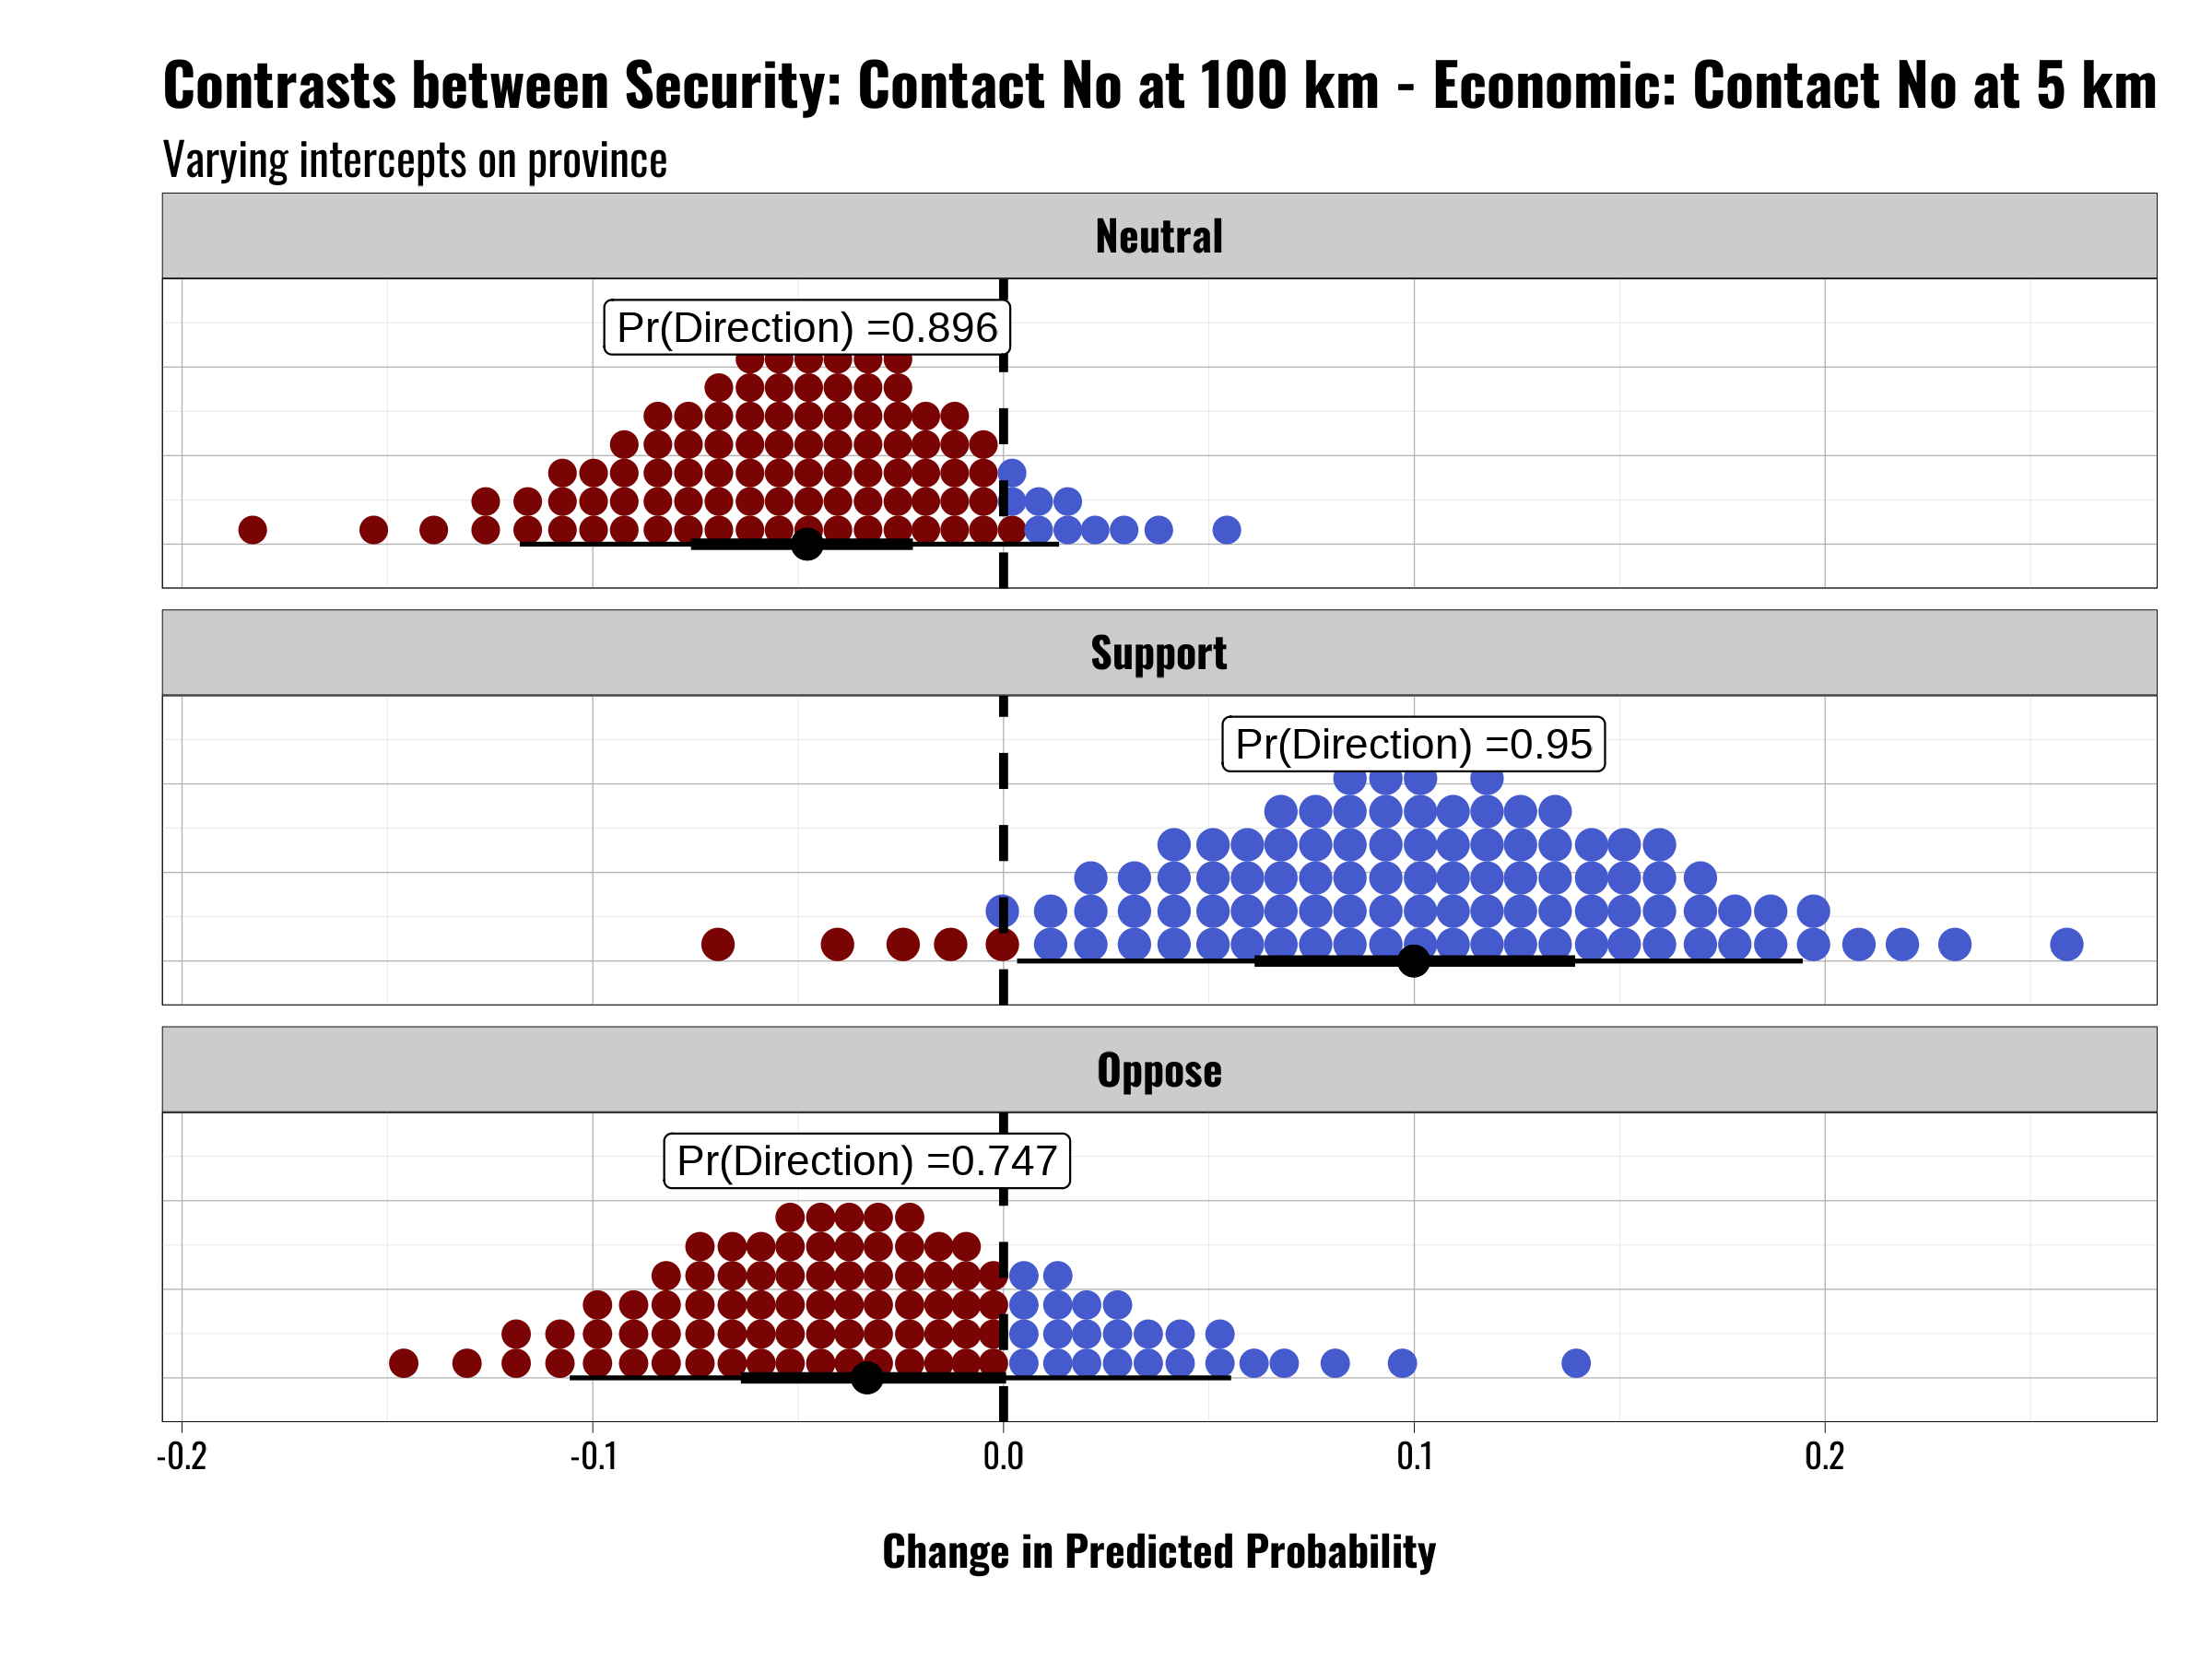 Contrasts between Security: Contact No at 100 km - Economic: Contact No at 5 km
Varying intercepts on province
Neutral
Pr(Direction) =0.896
Support
Pr(Direction) =0.95
Oppose
Pr(Direction) =0.747
-0.2 -0.1 0.0 0.1 0.2
Change in Predicted Probability